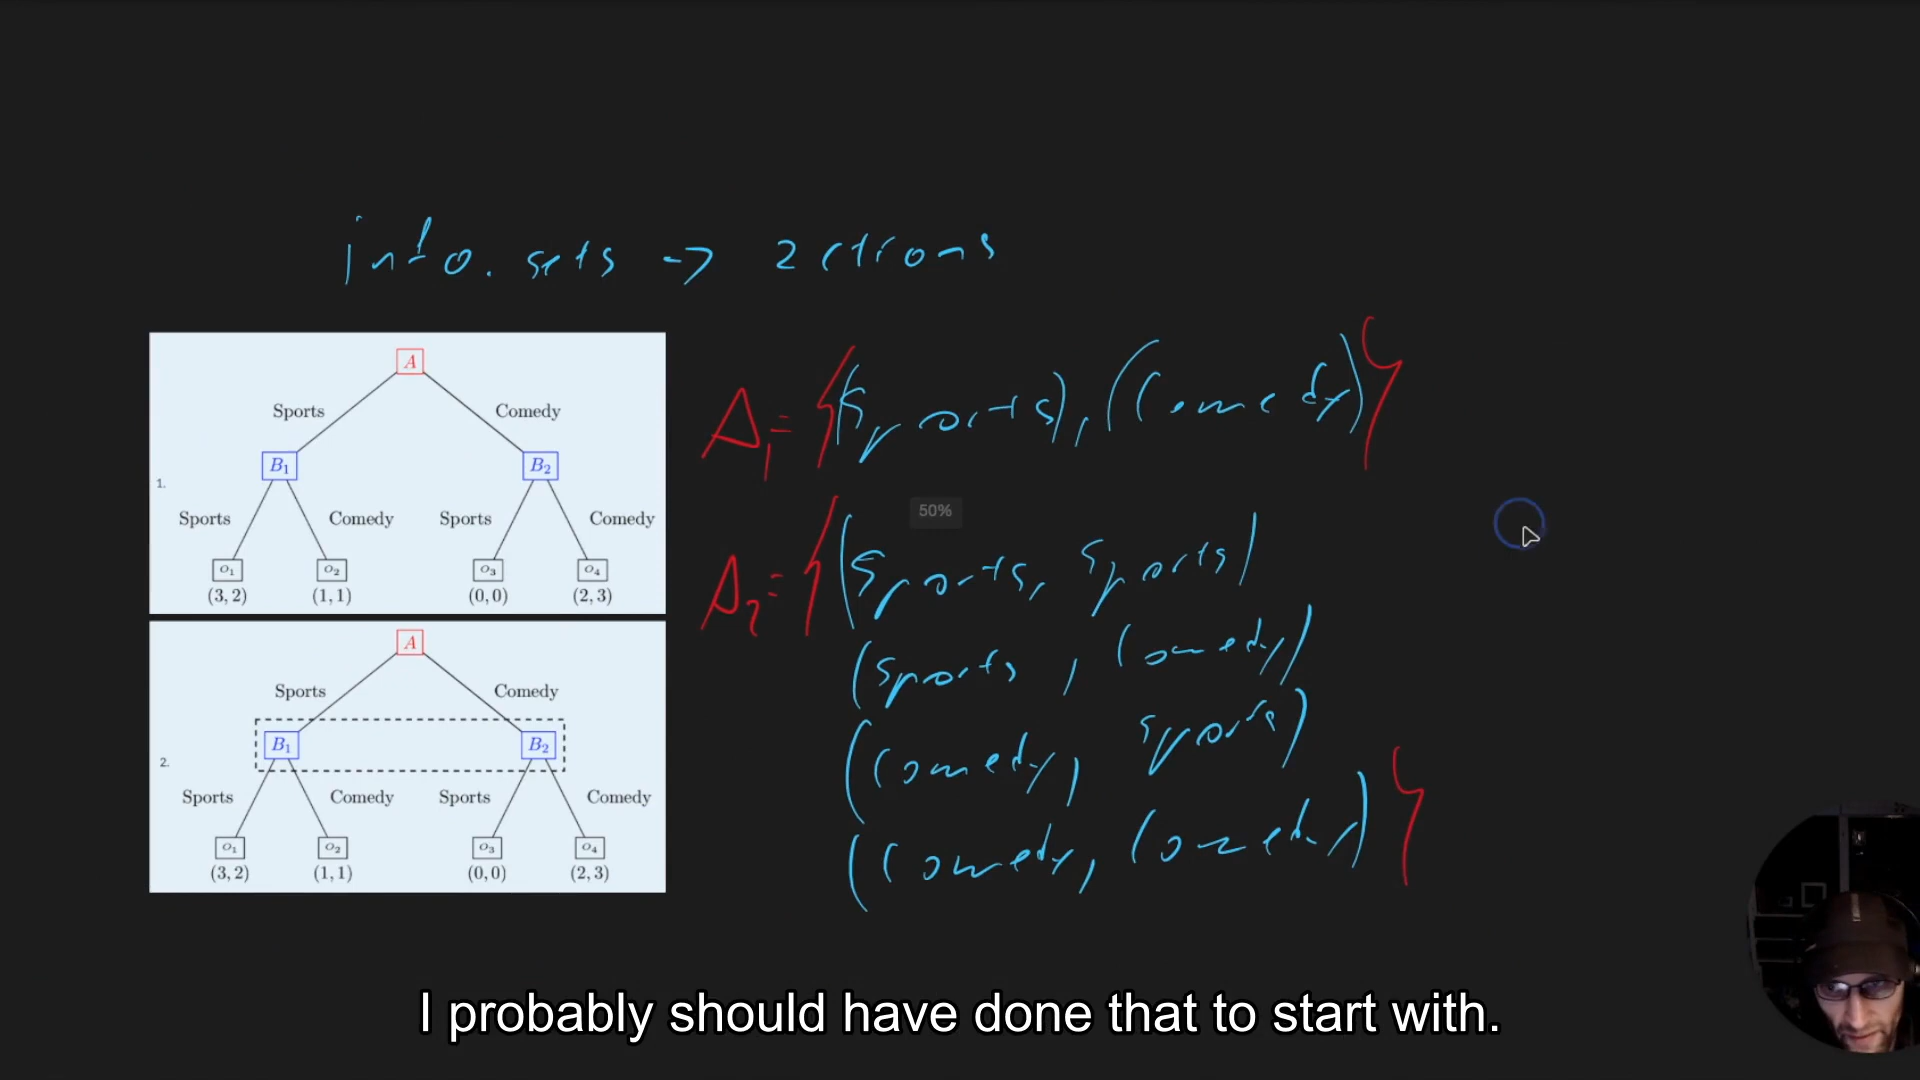 info. sets -> actions
A
Sports Comedy
B₁ B₂
1.
Sports Comedy Sports Comedy
o₁ o₂ o₃ o₄
(3, 2) (1, 1) (0, 0) (2, 3)
A
Sports Comedy
B₁ B₂
2.
Sports Comedy Sports Comedy
o₁ o₂ o₃ o₄
(3, 2) (1, 1) (0, 0) (2, 3)
A₁ = {(Sports), (Comedy)}
50%
A₂ = {(Sports, Sports)
(Sports, Comedy)
(Comedy, Sports)
(Comedy, Comedy)}
I probably should have done that to start with.